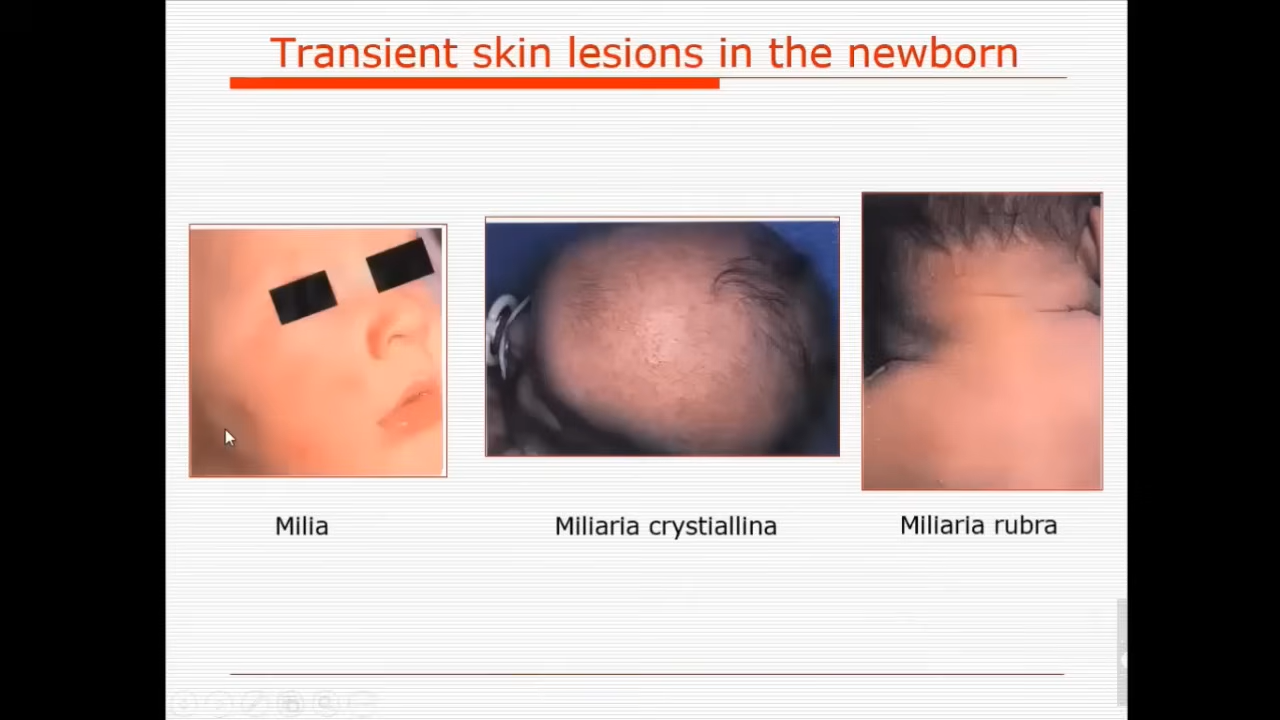 Transient skin lesions in the newborn
Milia
Miliaria crystiallina
Miliaria rubra